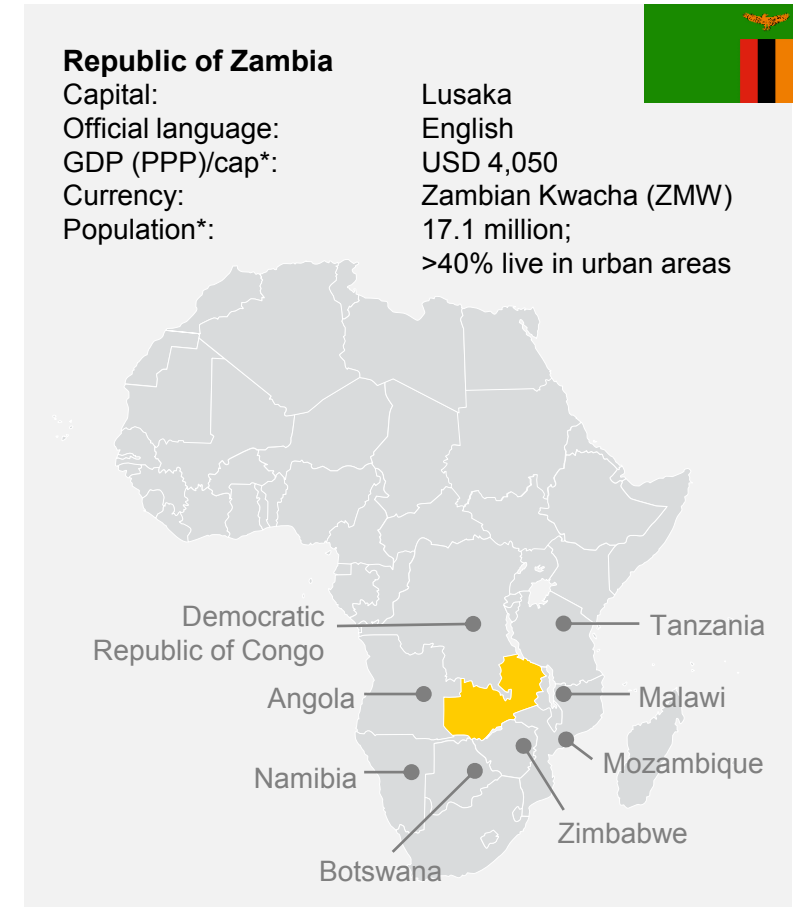 Republic of Zambia
Capital: Lusaka
Official language: English
GDP (PPP)/cap*: USD 4,050
Currency: Zambian Kwacha (ZMW)
Population*: 17.1 million;
>40% live in urban areas
Democratic
Republic of Congo
Tanzania
Angola
Malawi
Namibia
Mozambique
Zimbabwe
Botswana